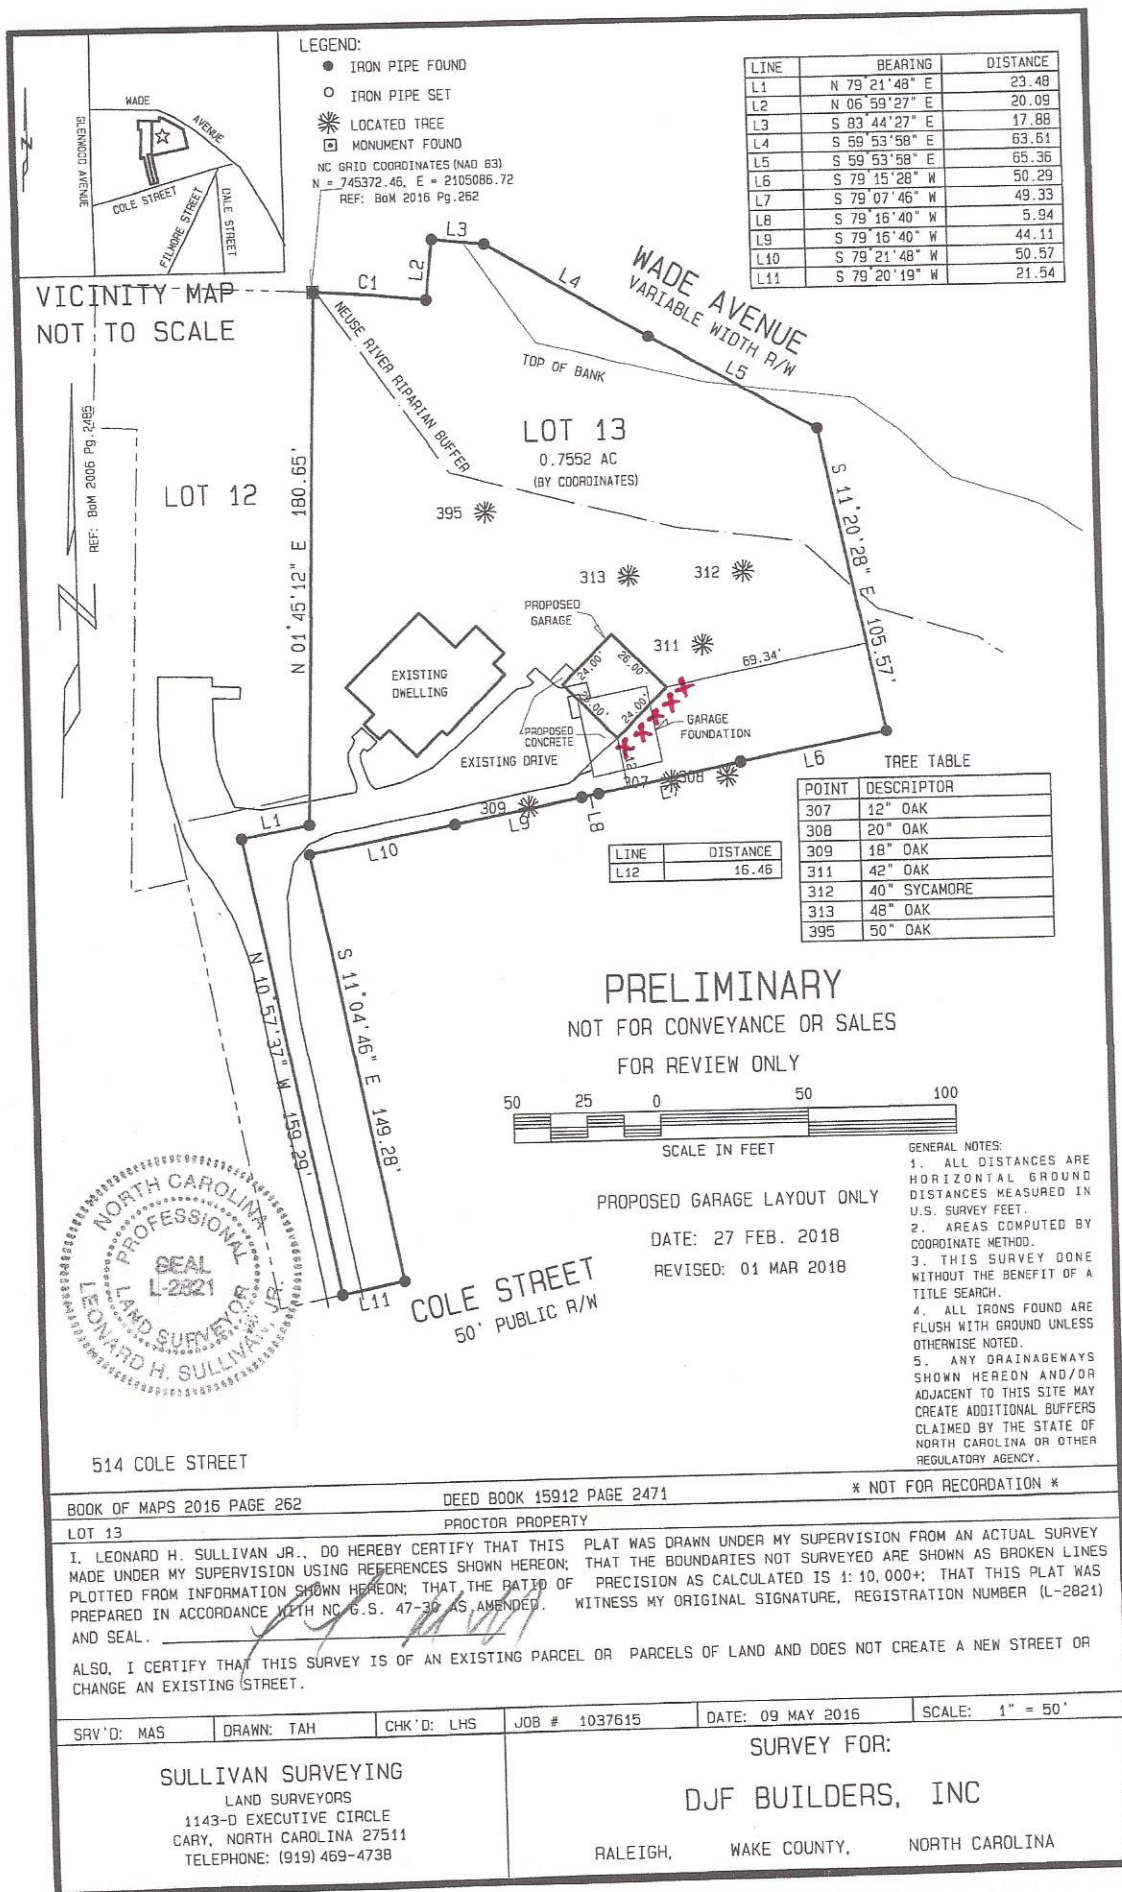 WADE
AVENUE
GLENWOOD AVENUE
COLE STREET
FILMORE STREET
DALE STREET
N
VICINITY MAP
NOT TO SCALE
LEGEND:
IRON PIPE FOUND
IRON PIPE SET
LOCATED TREE
MONUMENT FOUND
NC GRID COORDINATES (NAD 83)
N = 745372.46, E = 2105086.72
REF: BoM 2016 Pg.262
LINE BEARING DISTANCE
L1 N 79°21'48" E 23.48
L2 N 06°59'27" E 20.09
L3 S 83°44'27" E 17.88
L4 S 59°53'58" E 63.61
L5 S 59°53'58" E 65.36
L6 S 79°15'28" W 50.29
L7 S 79°07'46" W 49.33
L8 S 79°16'40" W 5.94
L9 S 79°16'40" W 44.11
L10 S 79°21'48" W 50.57
L11 S 79°20'19" W 21.54
C1
L2
L3
L4
L5
WADE AVENUE
VARIABLE WIDTH R/W
TOP OF BANK
NEUSE RIVER RIPARIAN BUFFER
LOT 13
0.7552 AC
(BY COORDINATES)
LOT 12
REF: BoM 2006 Pg.2485
N
N 01°45'12" E 180.65'
S 11°20'28" E 105.57'
395
313
312
311
PROPOSED
GARAGE
24.00'
26.00'
26.00'
24.00'
69.34'
EXISTING
DWELLING
PROPOSED
CONCRETE
GARAGE
FOUNDATION
EXISTING DRIVE
L12
307
308
309
L1
L10
L9
L8
L7
L6
LINE DISTANCE
L12 16.46
TREE TABLE
POINT DESCRIPTOR
307 12" OAK
308 20" OAK
309 18" OAK
311 42" OAK
312 40" SYCAMORE
313 48" OAK
395 50" OAK
N 10°57'37" W 159.29'
S 11°04'46" E 149.28'
L11
COLE STREET
50' PUBLIC R/W
PRELIMINARY
NOT FOR CONVEYANCE OR SALES
FOR REVIEW ONLY
50 25 0 50 100
SCALE IN FEET
PROPOSED GARAGE LAYOUT ONLY
DATE: 27 FEB. 2018
REVISED: 01 MAR 2018
GENERAL NOTES:
1. ALL DISTANCES ARE
HORIZONTAL GROUND
DISTANCES MEASURED IN
U.S. SURVEY FEET.
2. AREAS COMPUTED BY
COORDINATE METHOD.
3. THIS SURVEY DONE
WITHOUT THE BENEFIT OF A
TITLE SEARCH.
4. ALL IRONS FOUND ARE
FLUSH WITH GROUND UNLESS
OTHERWISE NOTED.
5. ANY DRAINAGEWAYS
SHOWN HEREON AND/OR
ADJACENT TO THIS SITE MAY
CREATE ADDITIONAL BUFFERS
CLAIMED BY THE STATE OF
NORTH CAROLINA OR OTHER
REGULATORY AGENCY.
NORTH CAROLINA
PROFESSIONAL
SEAL
L-2821
LAND SURVEYOR
LEONARD H. SULLIVAN, JR.
514 COLE STREET
BOOK OF MAPS 2016 PAGE 262 DEED BOOK 15912 PAGE 2471 * NOT FOR RECORDATION *
LOT 13 PROCTOR PROPERTY
I, LEONARD H. SULLIVAN JR., DO HEREBY CERTIFY THAT THIS PLAT WAS DRAWN UNDER MY SUPERVISION FROM AN ACTUAL SURVEY
MADE UNDER MY SUPERVISION USING REFERENCES SHOWN HEREON; THAT THE BOUNDARIES NOT SURVEYED ARE SHOWN AS BROKEN LINES
PLOTTED FROM INFORMATION SHOWN HEREON; THAT THE RATIO OF PRECISION AS CALCULATED IS 1: 10,000+; THAT THIS PLAT WAS
PREPARED IN ACCORDANCE WITH NC G.S. 47-30 AS AMENDED. WITNESS MY ORIGINAL SIGNATURE, REGISTRATION NUMBER (L-2821)
AND SEAL.
ALSO, I CERTIFY THAT THIS SURVEY IS OF AN EXISTING PARCEL OR PARCELS OF LAND AND DOES NOT CREATE A NEW STREET OR
CHANGE AN EXISTING STREET.
SRV'D: MAS DRAWN: TAH CHK'D: LHS JOB # 1037615 DATE: 09 MAY 2016 SCALE: 1" = 50'
SULLIVAN SURVEYING
LAND SURVEYORS
1143-D EXECUTIVE CIRCLE
CARY, NORTH CAROLINA 27511
TELEPHONE: (919) 469-4738
SURVEY FOR:
DJF BUILDERS, INC
RALEIGH, WAKE COUNTY, NORTH CAROLINA